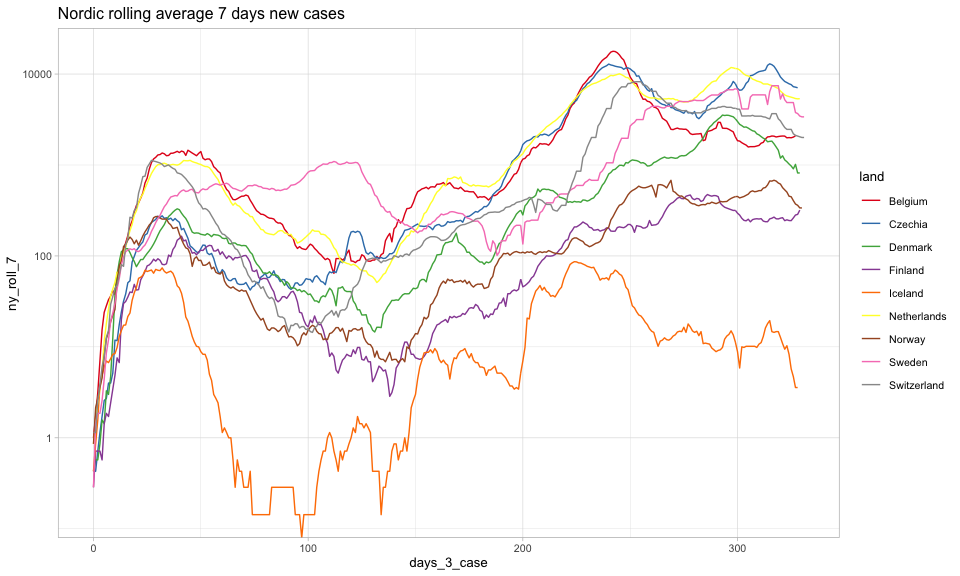 Nordic rolling average 7 days new cases
ny_roll_7
10000
100
1
0
100
200
300
days_3_case
land
Belgium
Czechia
Denmark
Finland
Iceland
Netherlands
Norway
Sweden
Switzerland